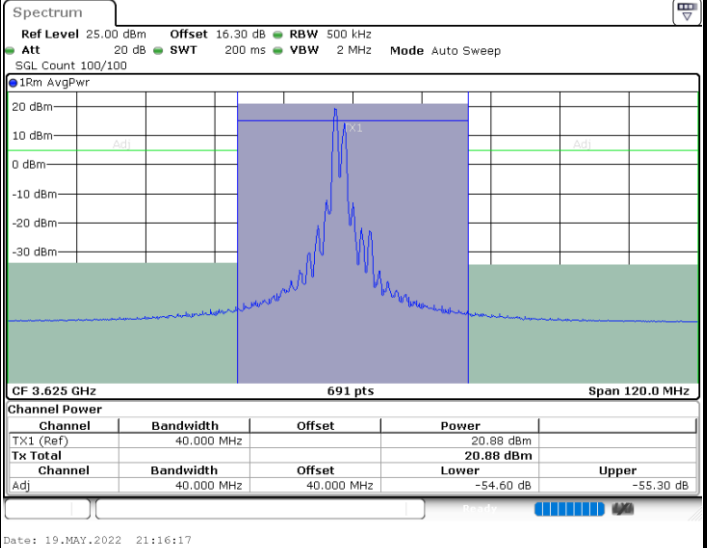 Spectrum
Ref Level 25.00 dBm Offset 16.30 dB RBW 500 kHz
Att 20 dB SWT 200 ms VBW 2 MHz Mode Auto Sweep
SGL Count 100/100
1Rm AvgPwr
20 dBm
TX1
10 dBm
Adj Adj
0 dBm
-10 dBm
-20 dBm
-30 dBm
CF 3.625 GHz 691 pts Span 120.0 MHz
Channel Power
Channel Bandwidth Offset Power
TX1 (Ref) 40.000 MHz 20.88 dBm
Tx Total 20.88 dBm
Channel Bandwidth Offset Lower Upper
Adj 40.000 MHz 40.000 MHz -54.60 dB -55.30 dB
Ready
Date: 19.MAY.2022 21:16:17